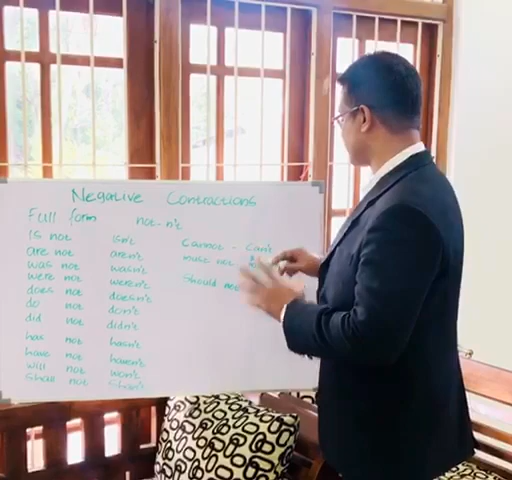 Negative Contractions
Full form not - n't
is not isn't
are not aren't
was not wasn't
were not weren't
does not doesn't
do not don't
did not didn't
has not hasn't
have not haven't
will not won't
shall not shan't
Cannot - Can't
must not
Should not